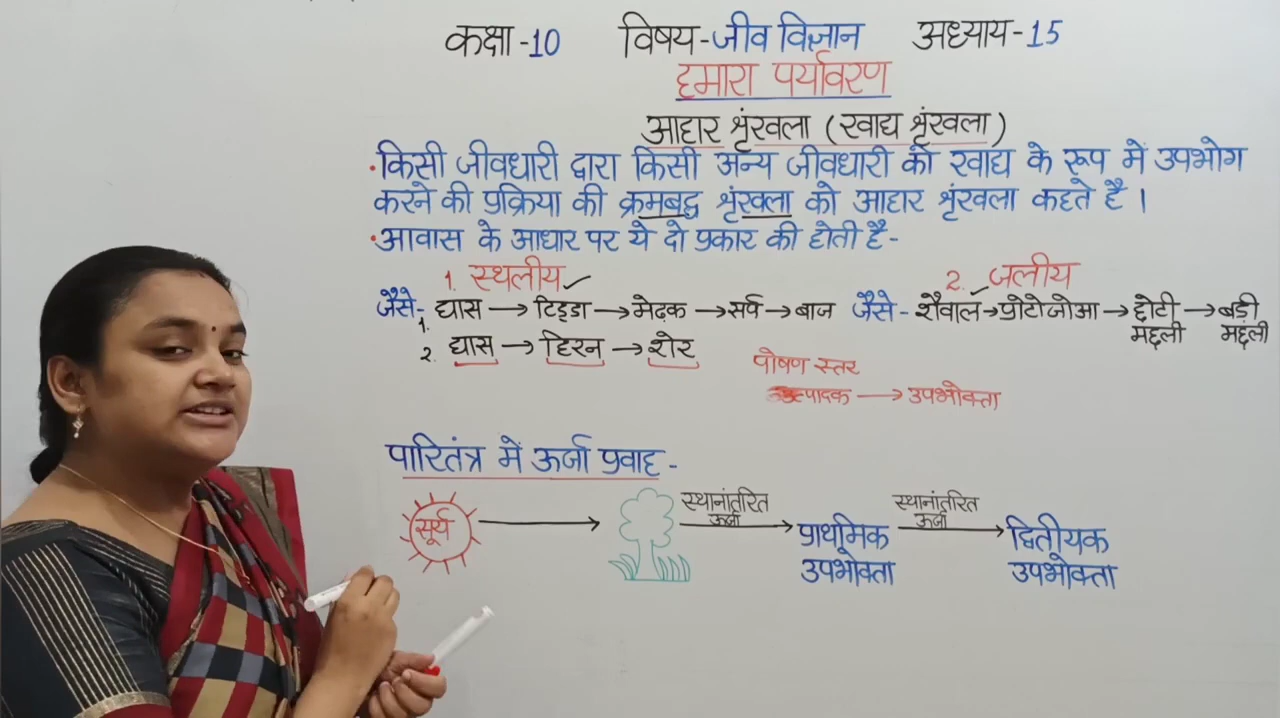 कक्षा -10 विषय-जीव विज्ञान अध्याय-15
हमारा पर्यावरण
आहार श्रृंखला (खाद्य श्रृंखला)
•किसी जीवधारी द्वारा किसी अन्य जीवधारी को खाद्य के रूप में उपभोग
करने की प्रक्रिया की क्रमबद्ध श्रृंखला को आहार श्रृंखला कहते है ।
•आवास के आधार पर ये दो प्रकार की होती है-
1. स्थलीय ✓ 2. जलीय
जैसे- 1. घास → टिड्डा → मेढ़क → सर्प → बाज जैसे - शैवाल → प्रोटोजोआ → छोटी मछली → बड़ी मछली
2. घास → हिरन → शेर
पोषण स्तर
उत्पादक → उपभोक्ता
पारितंत्र में ऊर्जा प्रवाह -
सूर्य → स्थानांतरित ऊर्जा → प्राथमिक उपभोक्ता स्थानांतरित ऊर्जा → द्वितीयक उपभोक्ता